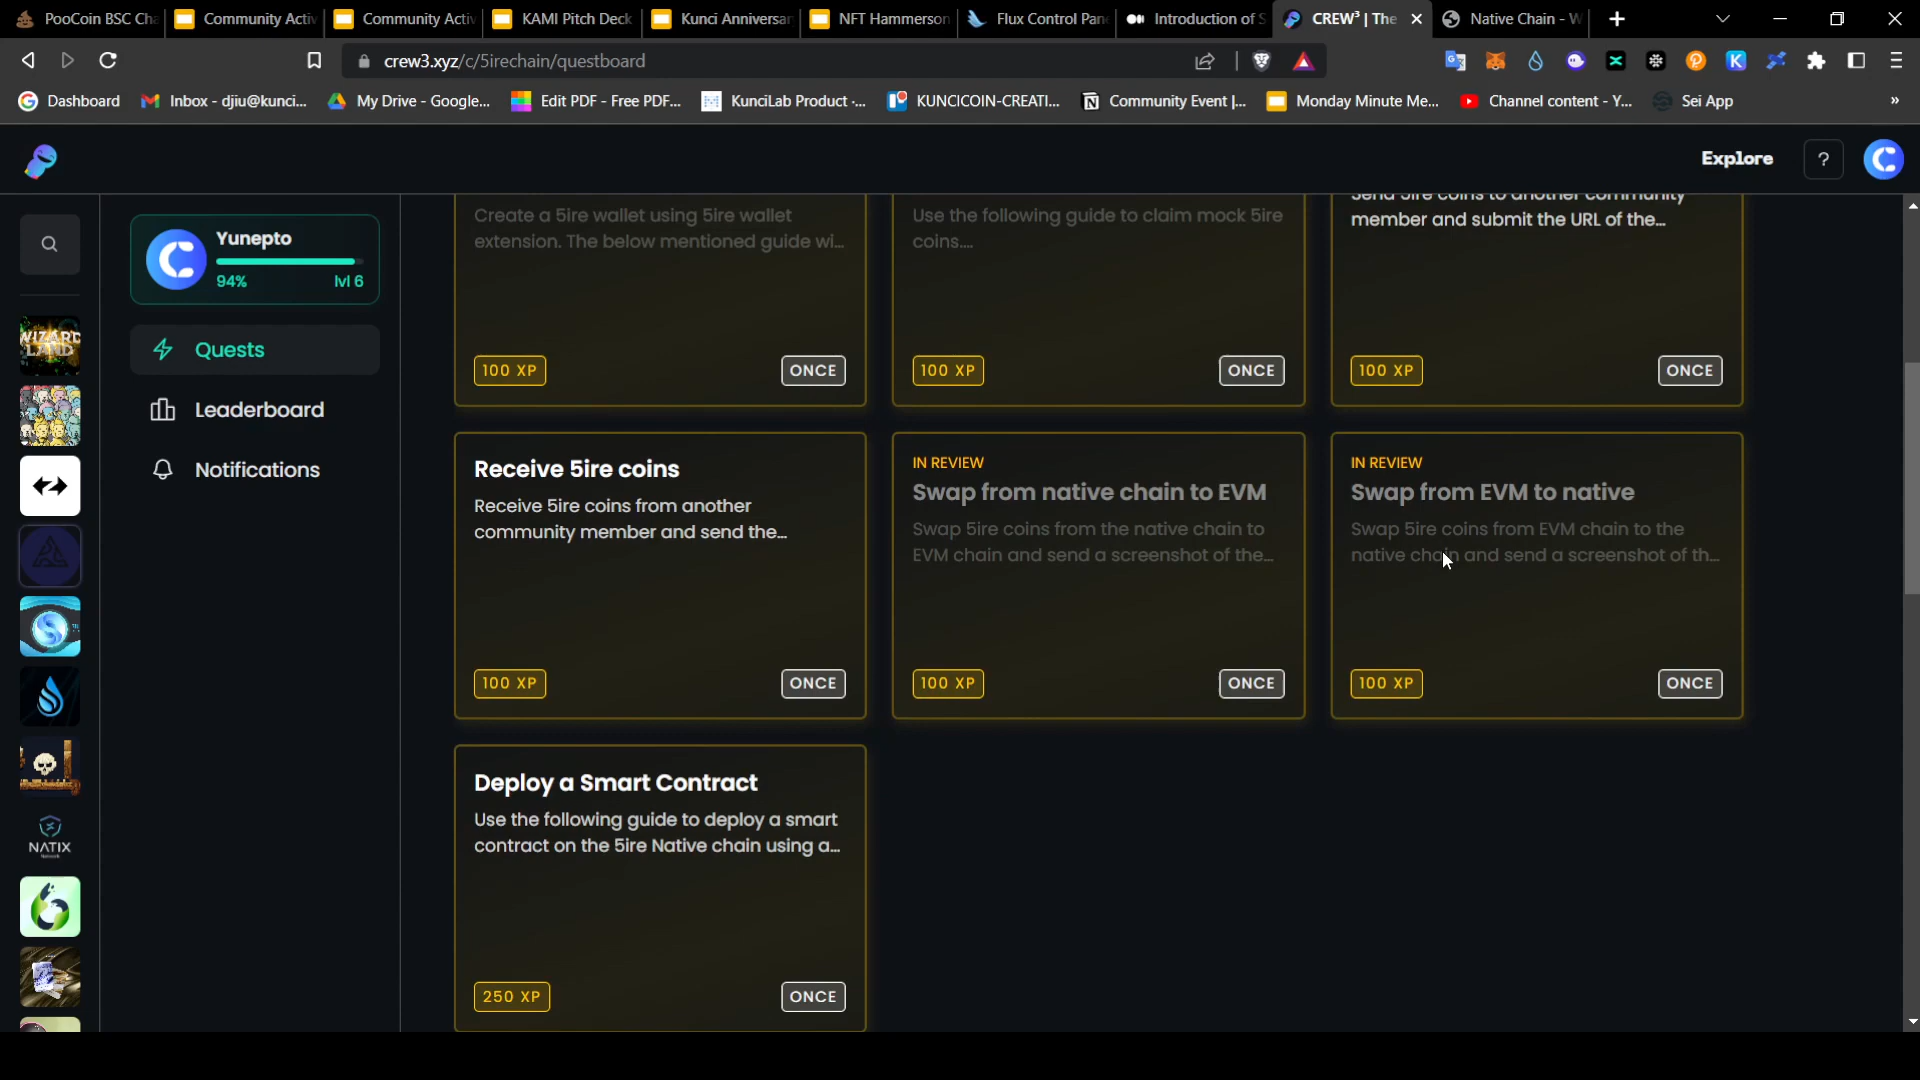 PooCoin BSC Cha
Community Activ
Community Activ
KAMI Pitch Deck
Kunci Anniversar
NFT Hammerson
Flux Control Pane
Introduction of S
CREW³ | The
Native Chain - W
crew3.xyz/c/5irechain/questboard
Dashboard
Inbox - djiu@kunci...
My Drive - Google...
Edit PDF - Free PDF...
KunciLab Product -...
KUNCICOIN-CREATI...
Community Event |...
Monday Minute Me...
Channel content - Y...
Sei App
»
Explore
?
Yunepto
94%
lvl 6
Quests
Leaderboard
Notifications
WIZARD
LAND
NATIX
Create a 5ire wallet using 5ire wallet
extension. The below mentioned guide wi...
100 XP
ONCE
Use the following guide to claim mock 5ire
coins....
100 XP
ONCE
Send 5ire coins to another community
member and submit the URL of the...
100 XP
ONCE
Receive 5ire coins
Receive 5ire coins from another
community member and send the...
100 XP
ONCE
IN REVIEW
Swap from native chain to EVM
Swap 5ire coins from the native chain to
EVM chain and send a screenshot of the...
100 XP
ONCE
IN REVIEW
Swap from EVM to native
Swap 5ire coins from EVM chain to the
native chain and send a screenshot of th...
100 XP
ONCE
Deploy a Smart Contract
Use the following guide to deploy a smart
contract on the 5ire Native chain using a...
250 XP
ONCE